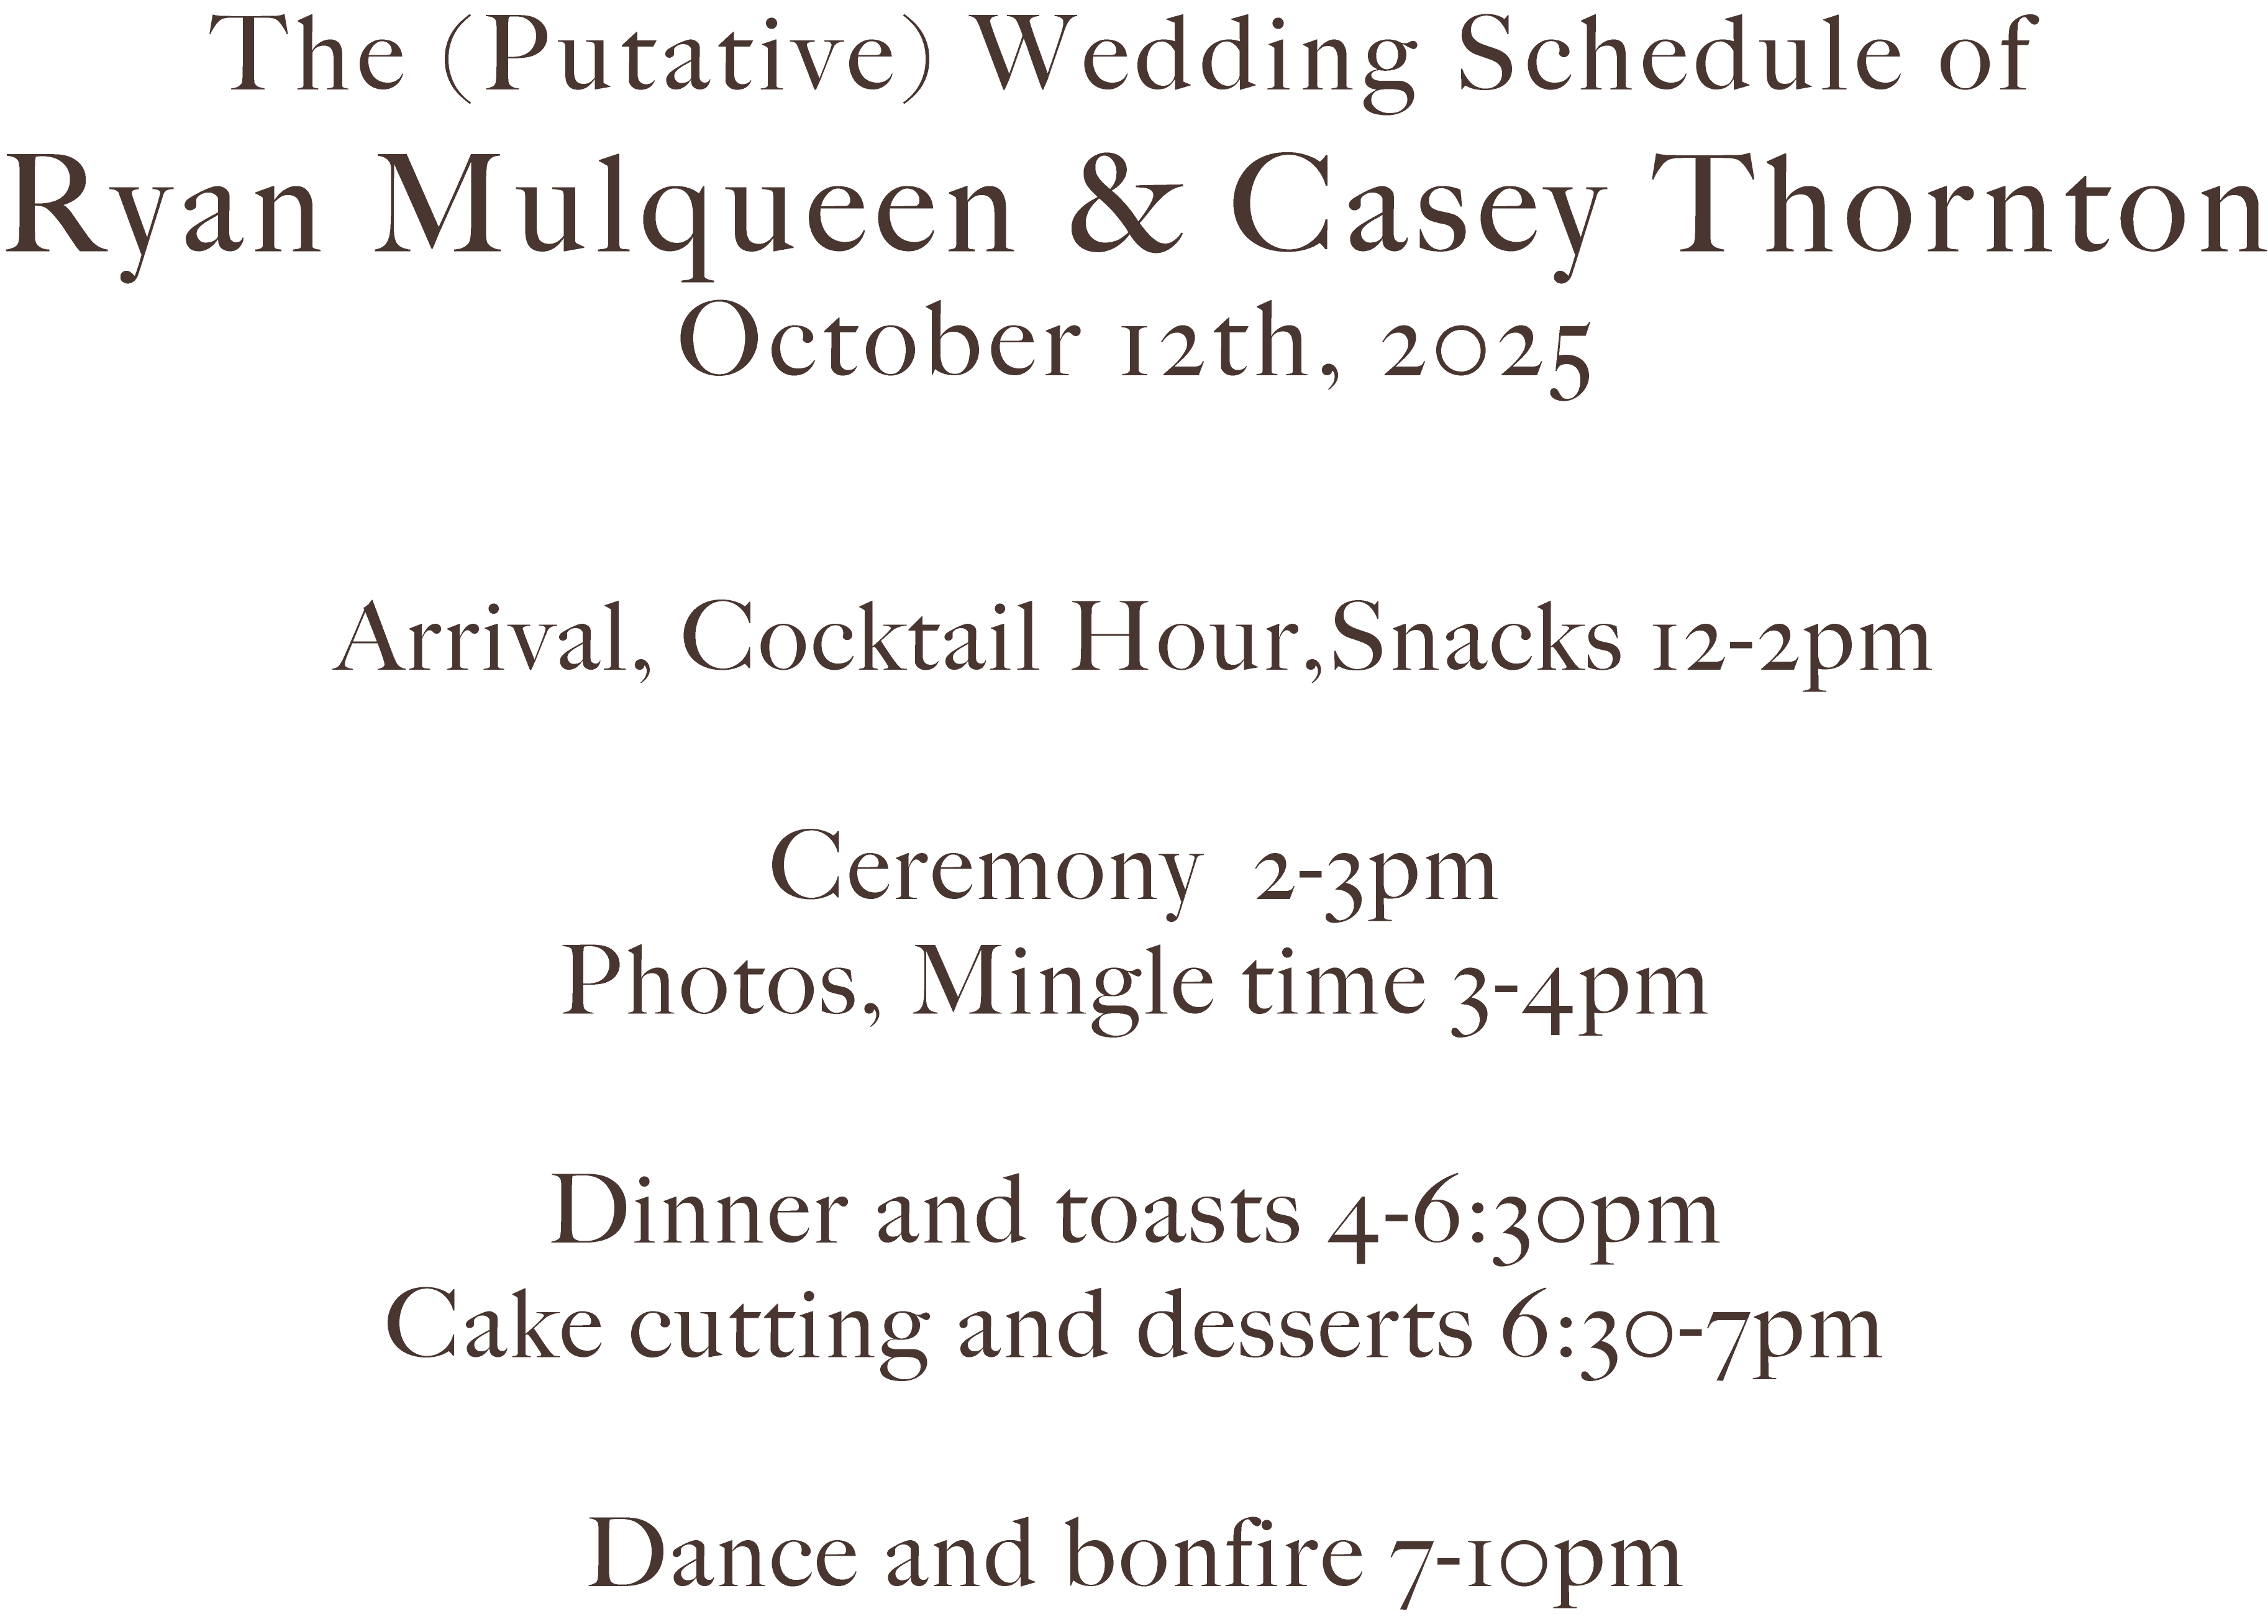 The (Putative) Wedding Schedule of
Ryan Mulqueen & Casey Thornton
October 12th, 2025
Arrival, Cocktail Hour,Snacks 12-2pm
Ceremony 2-3pm
Photos, Mingle time 3-4pm
Dinner and toasts 4-6:30pm
Cake cutting and desserts 6:30-7pm
Dance and bonfire 7-10pm